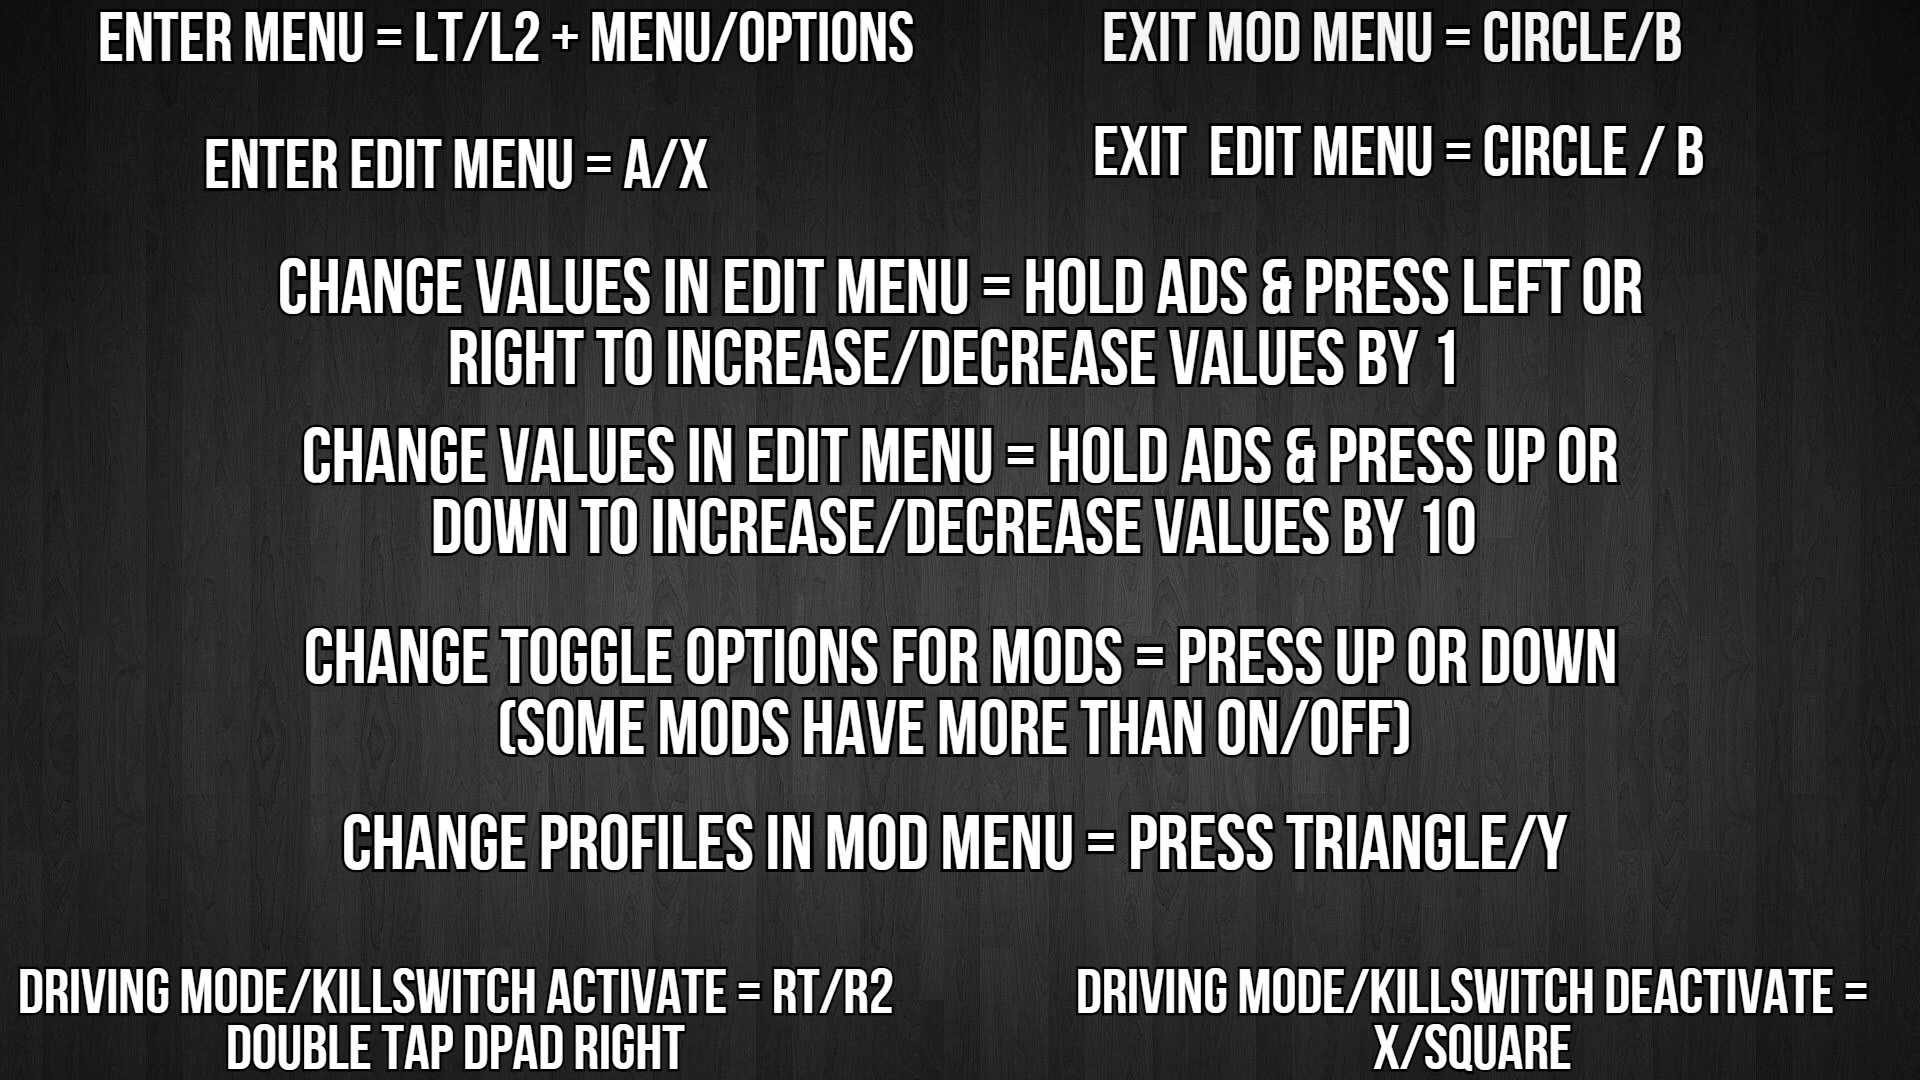 ENTER MENU = LT/L2 + MENU/OPTIONS
EXIT MOD MENU = CIRCLE/B
ENTER EDIT MENU = A/X
EXIT EDIT MENU = CIRCLE / B
CHANGE VALUES IN EDIT MENU = HOLD ADS & PRESS LEFT OR
RIGHT TO INCREASE/DECREASE VALUES BY 1
CHANGE VALUES IN EDIT MENU = HOLD ADS & PRESS UP OR
DOWN TO INCREASE/DECREASE VALUES BY 10
CHANGE TOGGLE OPTIONS FOR MODS = PRESS UP OR DOWN
(SOME MODS HAVE MORE THAN ON/OFF)
CHANGE PROFILES IN MOD MENU = PRESS TRIANGLE/Y
DRIVING MODE/KILLSWITCH ACTIVATE = RT/R2
DOUBLE TAP DPAD RIGHT
DRIVING MODE/KILLSWITCH DEACTIVATE =
X/SQUARE